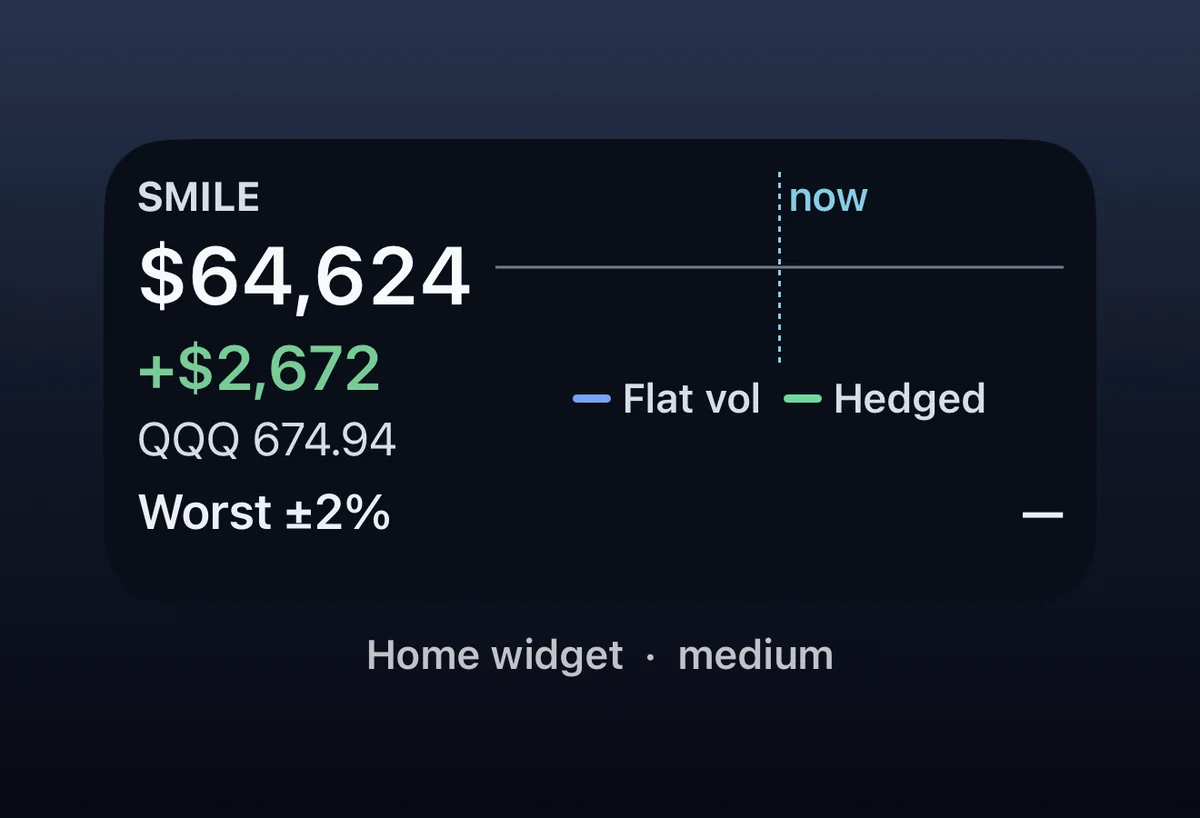 SMILE
now
$64,624
+$2,672
Flat vol Hedged
QQQ 674.94
Worst ±2% —
Home widget · medium